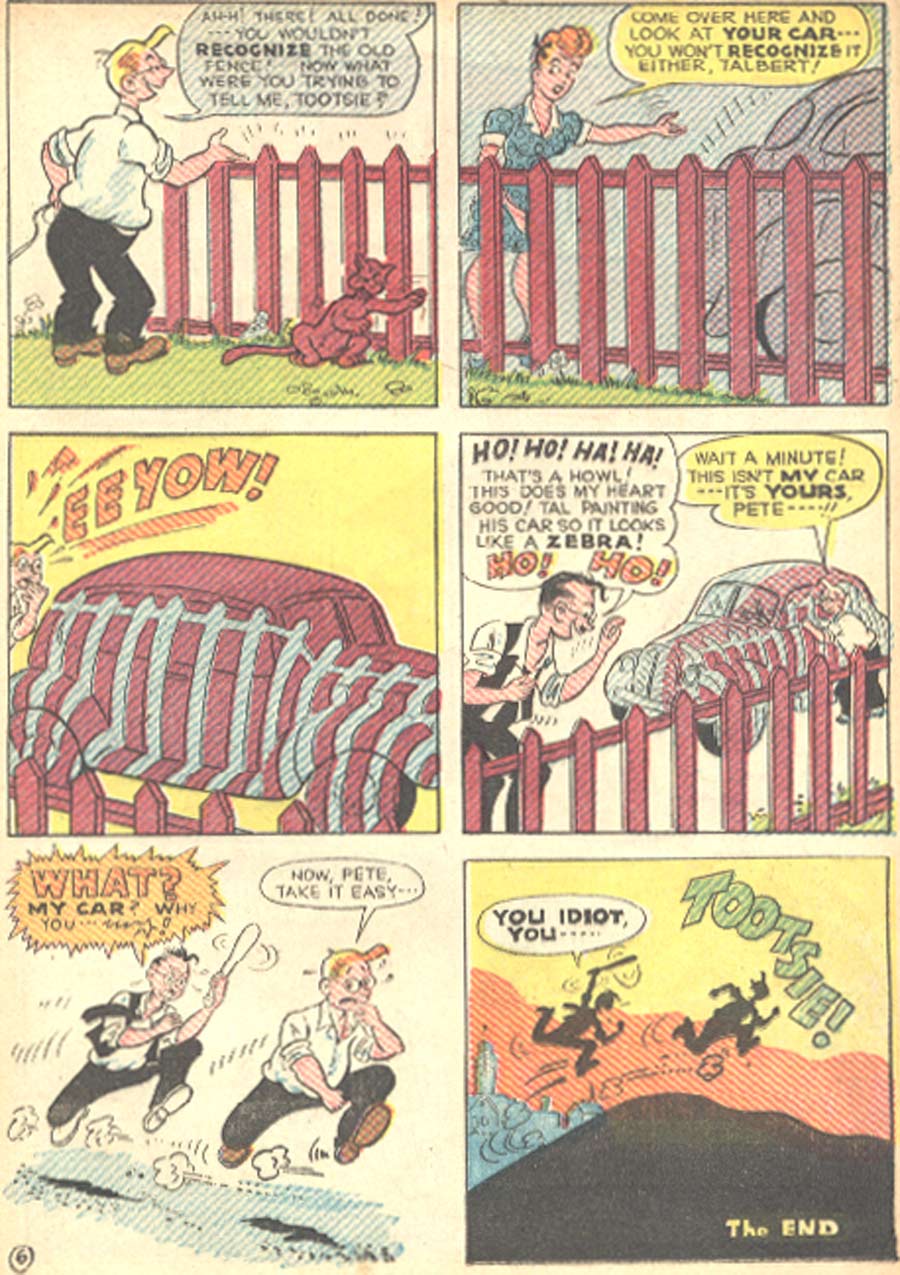 AH-H! THERE! ALL DONE!
--- YOU WOULDN'T
RECOGNIZE THE OLD
FENCE! NOW WHAT
WERE YOU TRYING TO
TELL ME, TOOTSIE?
COME OVER HERE AND
LOOK AT YOUR CAR---
YOU WON'T RECOGNIZE IT
EITHER, TALBERT!
EEYOW!
HO! HO! HA! HA!
THAT'S A HOWL!
THIS DOES MY HEART
GOOD! TAL PAINTING
HIS CAR SO IT LOOKS
LIKE A ZEBRA!
HO! HO!
WAIT A MINUTE!
THIS ISN'T MY CAR
---IT'S YOURS,
PETE----!!
WHAT?
MY CAR? WHY
YOU---
NOW, PETE,
TAKE IT EASY---
YOU IDIOT,
YOU-----
TOOTSIE!
The END
6